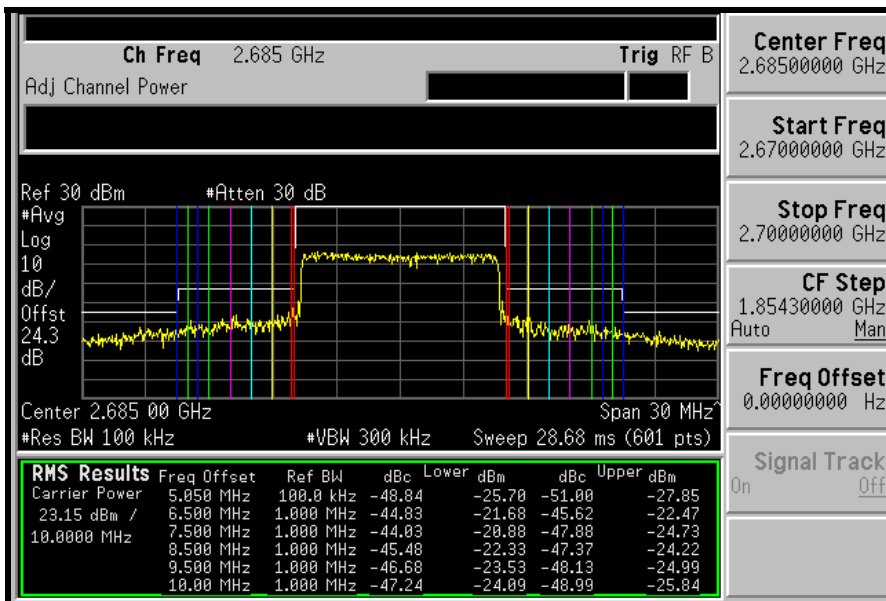 Ch Freq 2.685 GHz Trig RF B
Adj Channel Power
Ref 30 dBm #Atten 30 dB
#Avg
Log
10
dB/
Offst
24.3
dB
Center 2.685 00 GHz Span 30 MHz^
#Res BW 100 kHz #VBW 300 kHz Sweep 28.68 ms (601 pts)
RMS Results Freq Offset Ref BW dBc Lower dBm dBc Upper dBm
Carrier Power 5.050 MHz 100.0 kHz -48.84 -25.70 -51.00 -27.85
23.15 dBm / 6.500 MHz 1.000 MHz -44.83 -21.68 -45.62 -22.47
10.0000 MHz 7.500 MHz 1.000 MHz -44.03 -20.88 -47.88 -24.73
8.500 MHz 1.000 MHz -45.48 -22.33 -47.37 -24.22
9.500 MHz 1.000 MHz -46.68 -23.53 -48.13 -24.99
10.00 MHz 1.000 MHz -47.24 -24.09 -48.99 -25.84
Center Freq
2.68500000 GHz
Start Freq
2.67000000 GHz
Stop Freq
2.70000000 GHz
CF Step
1.85430000 GHz
Auto Man
Freq Offset
0.00000000 Hz
Signal Track
On Off